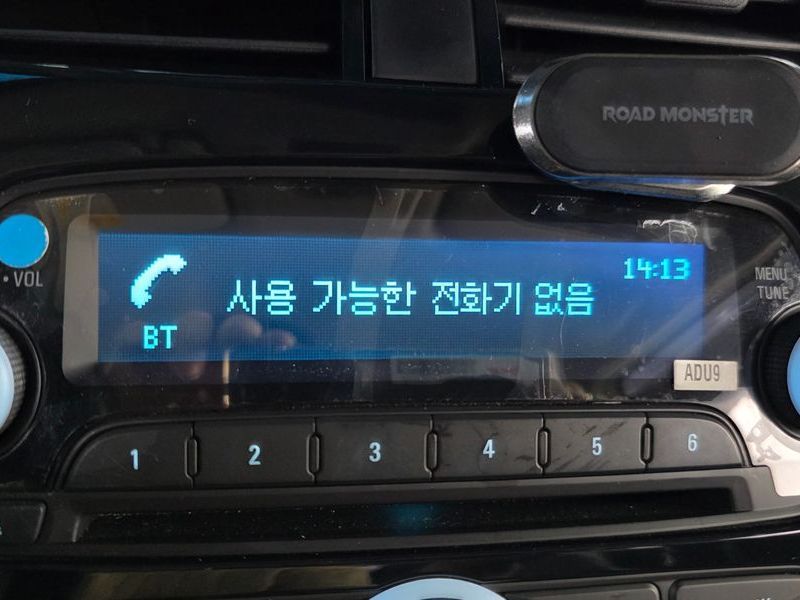 ROAD MONSTER
• VOL
14:13
사용 가능한 전화기 없음
BT
MENU
TUNE
ADU9
1 2 3 4 5 6